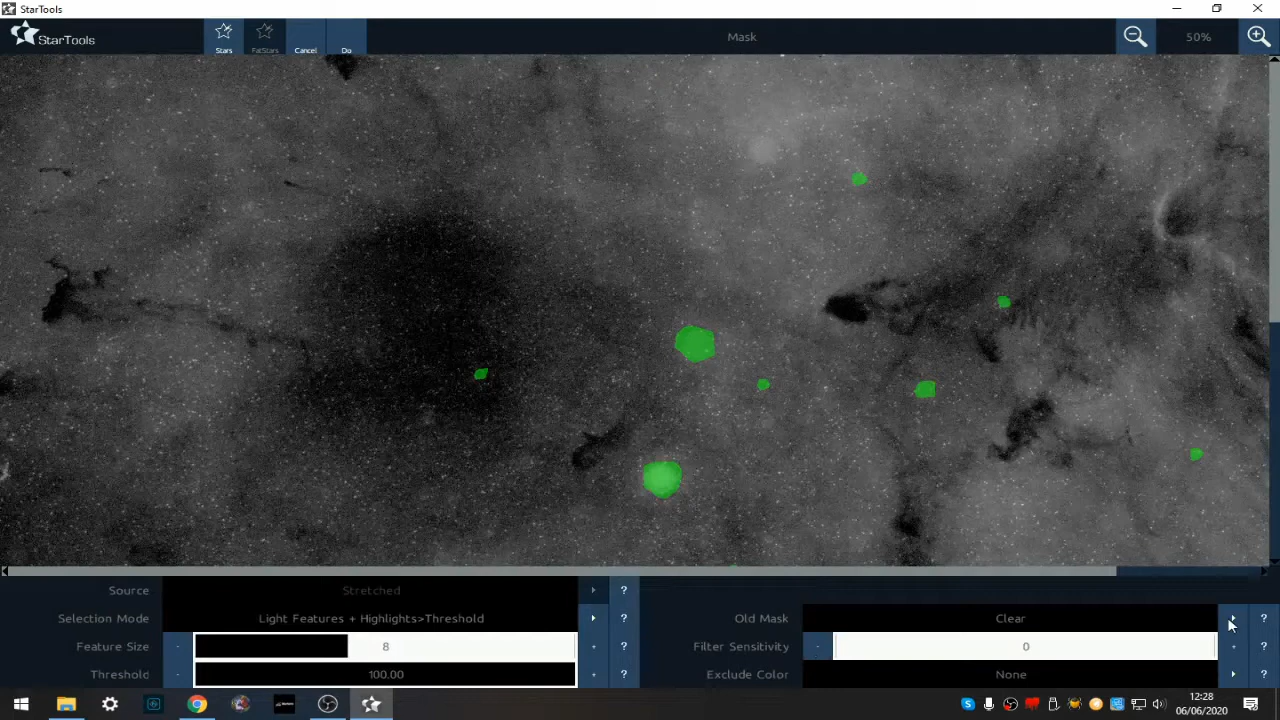 StarTools
StarTools
Stars
FatStars
Cancel
Do
Mask
50%
Source
Stretched
?
Selection Mode
Light Features + Highlights>Threshold
?
Old Mask
Clear
?
Feature Size
-
8
+
?
Filter Sensitivity
-
0
+
?
Threshold
-
100.00
+
?
Exclude Color
None
?
12:28
06/06/2020